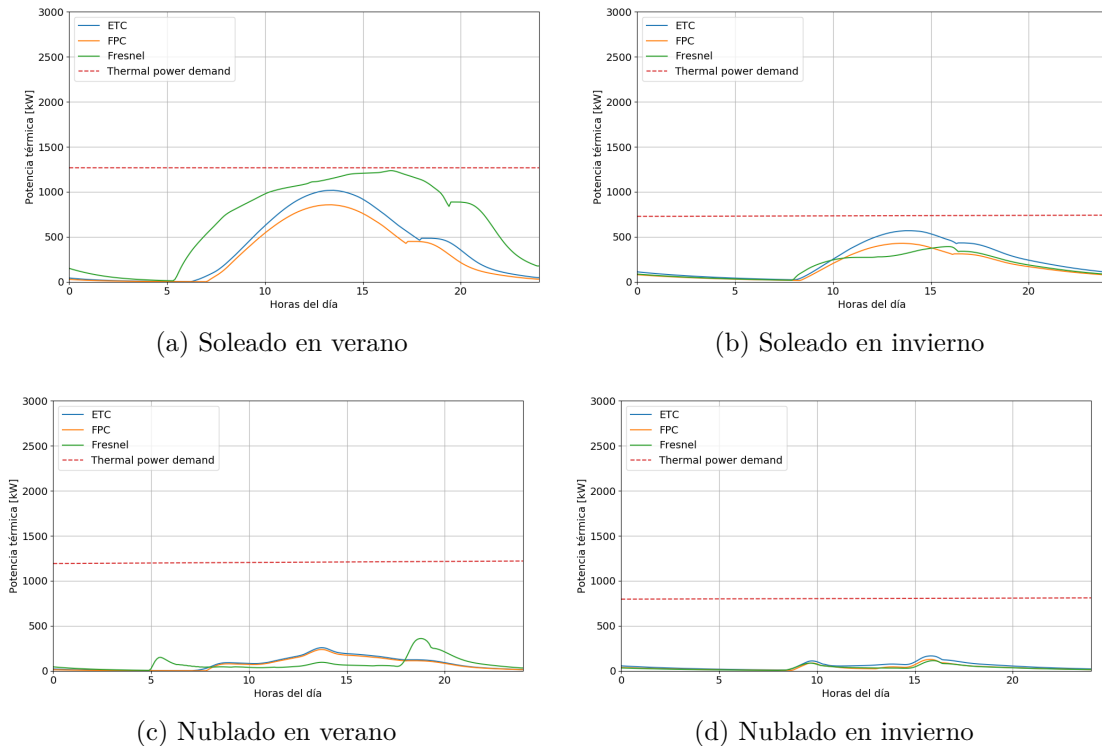 3000
2500
2000
1500
1000
500
0
Potencia térmica [kW]
ETC
FPC
Fresnel
Thermal power demand
0 5 10 15 20
Horas del día
(a) Soleado en verano
3000
2500
2000
1500
1000
500
0
Potencia térmica [kW]
ETC
FPC
Fresnel
Thermal power demand
0 5 10 15 20
Horas del día
(b) Soleado en invierno
3000
2500
2000
1500
1000
500
0
Potencia térmica [kW]
ETC
FPC
Fresnel
Thermal power demand
0 5 10 15 20
Horas del día
(c) Nublado en verano
3000
2500
2000
1500
1000
500
0
Potencia térmica [kW]
ETC
FPC
Fresnel
Thermal power demand
0 5 10 15 20
Horas del día
(d) Nublado en invierno